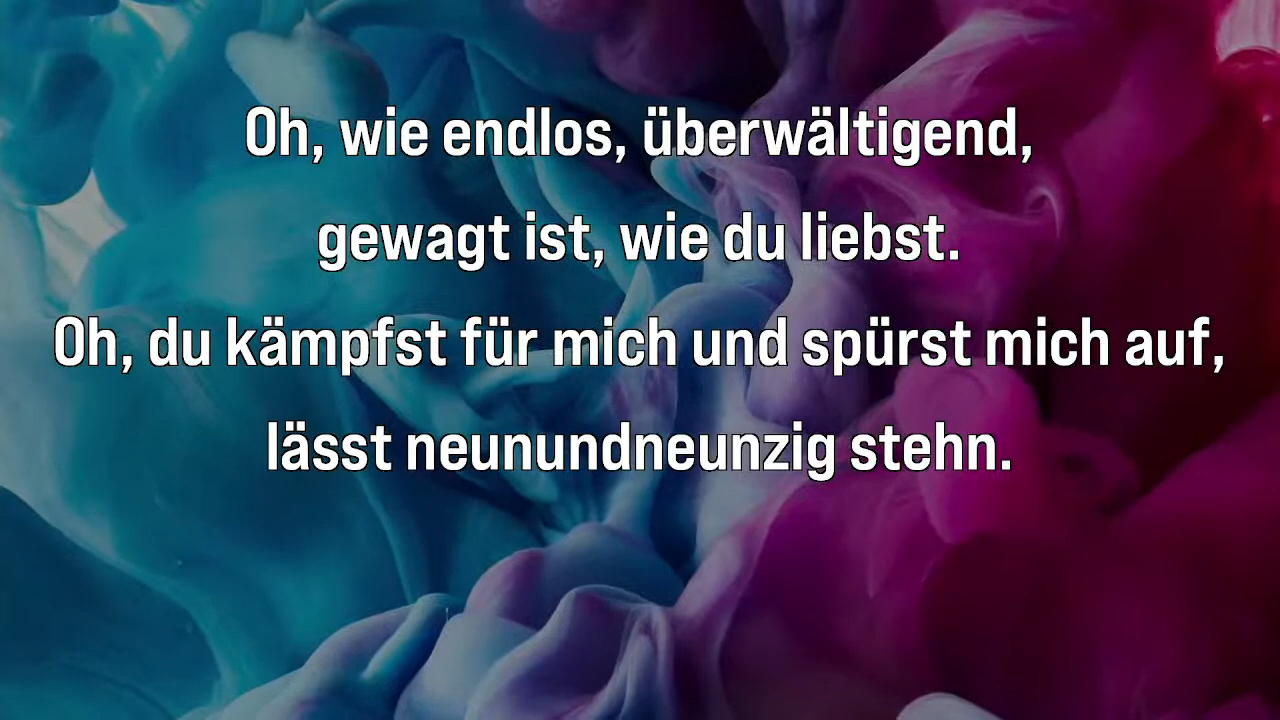 Oh, wie endlos, überwältigend,
gewagt ist, wie du liebst.
Oh, du kämpfst für mich und spürst mich auf,
lässt neunundneunzig stehn.